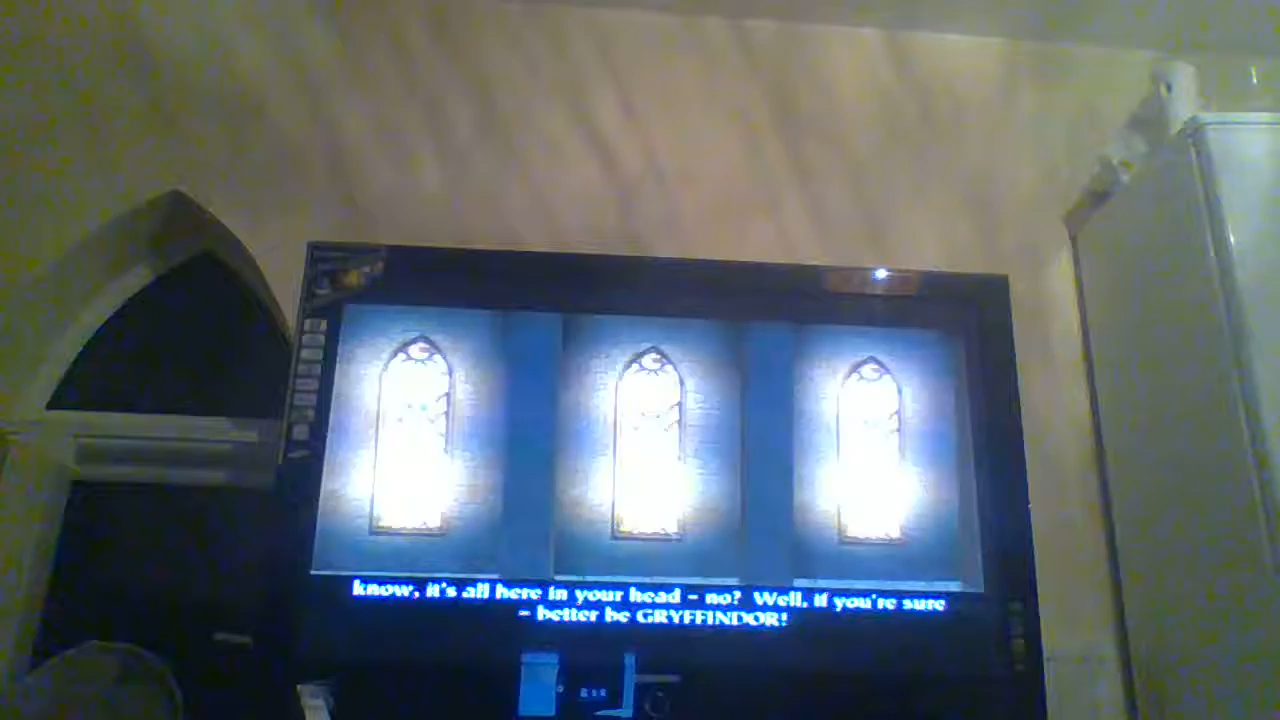 know, it's all here in your head – no? Well, if you're sure
– better be GRYFFINDOR!